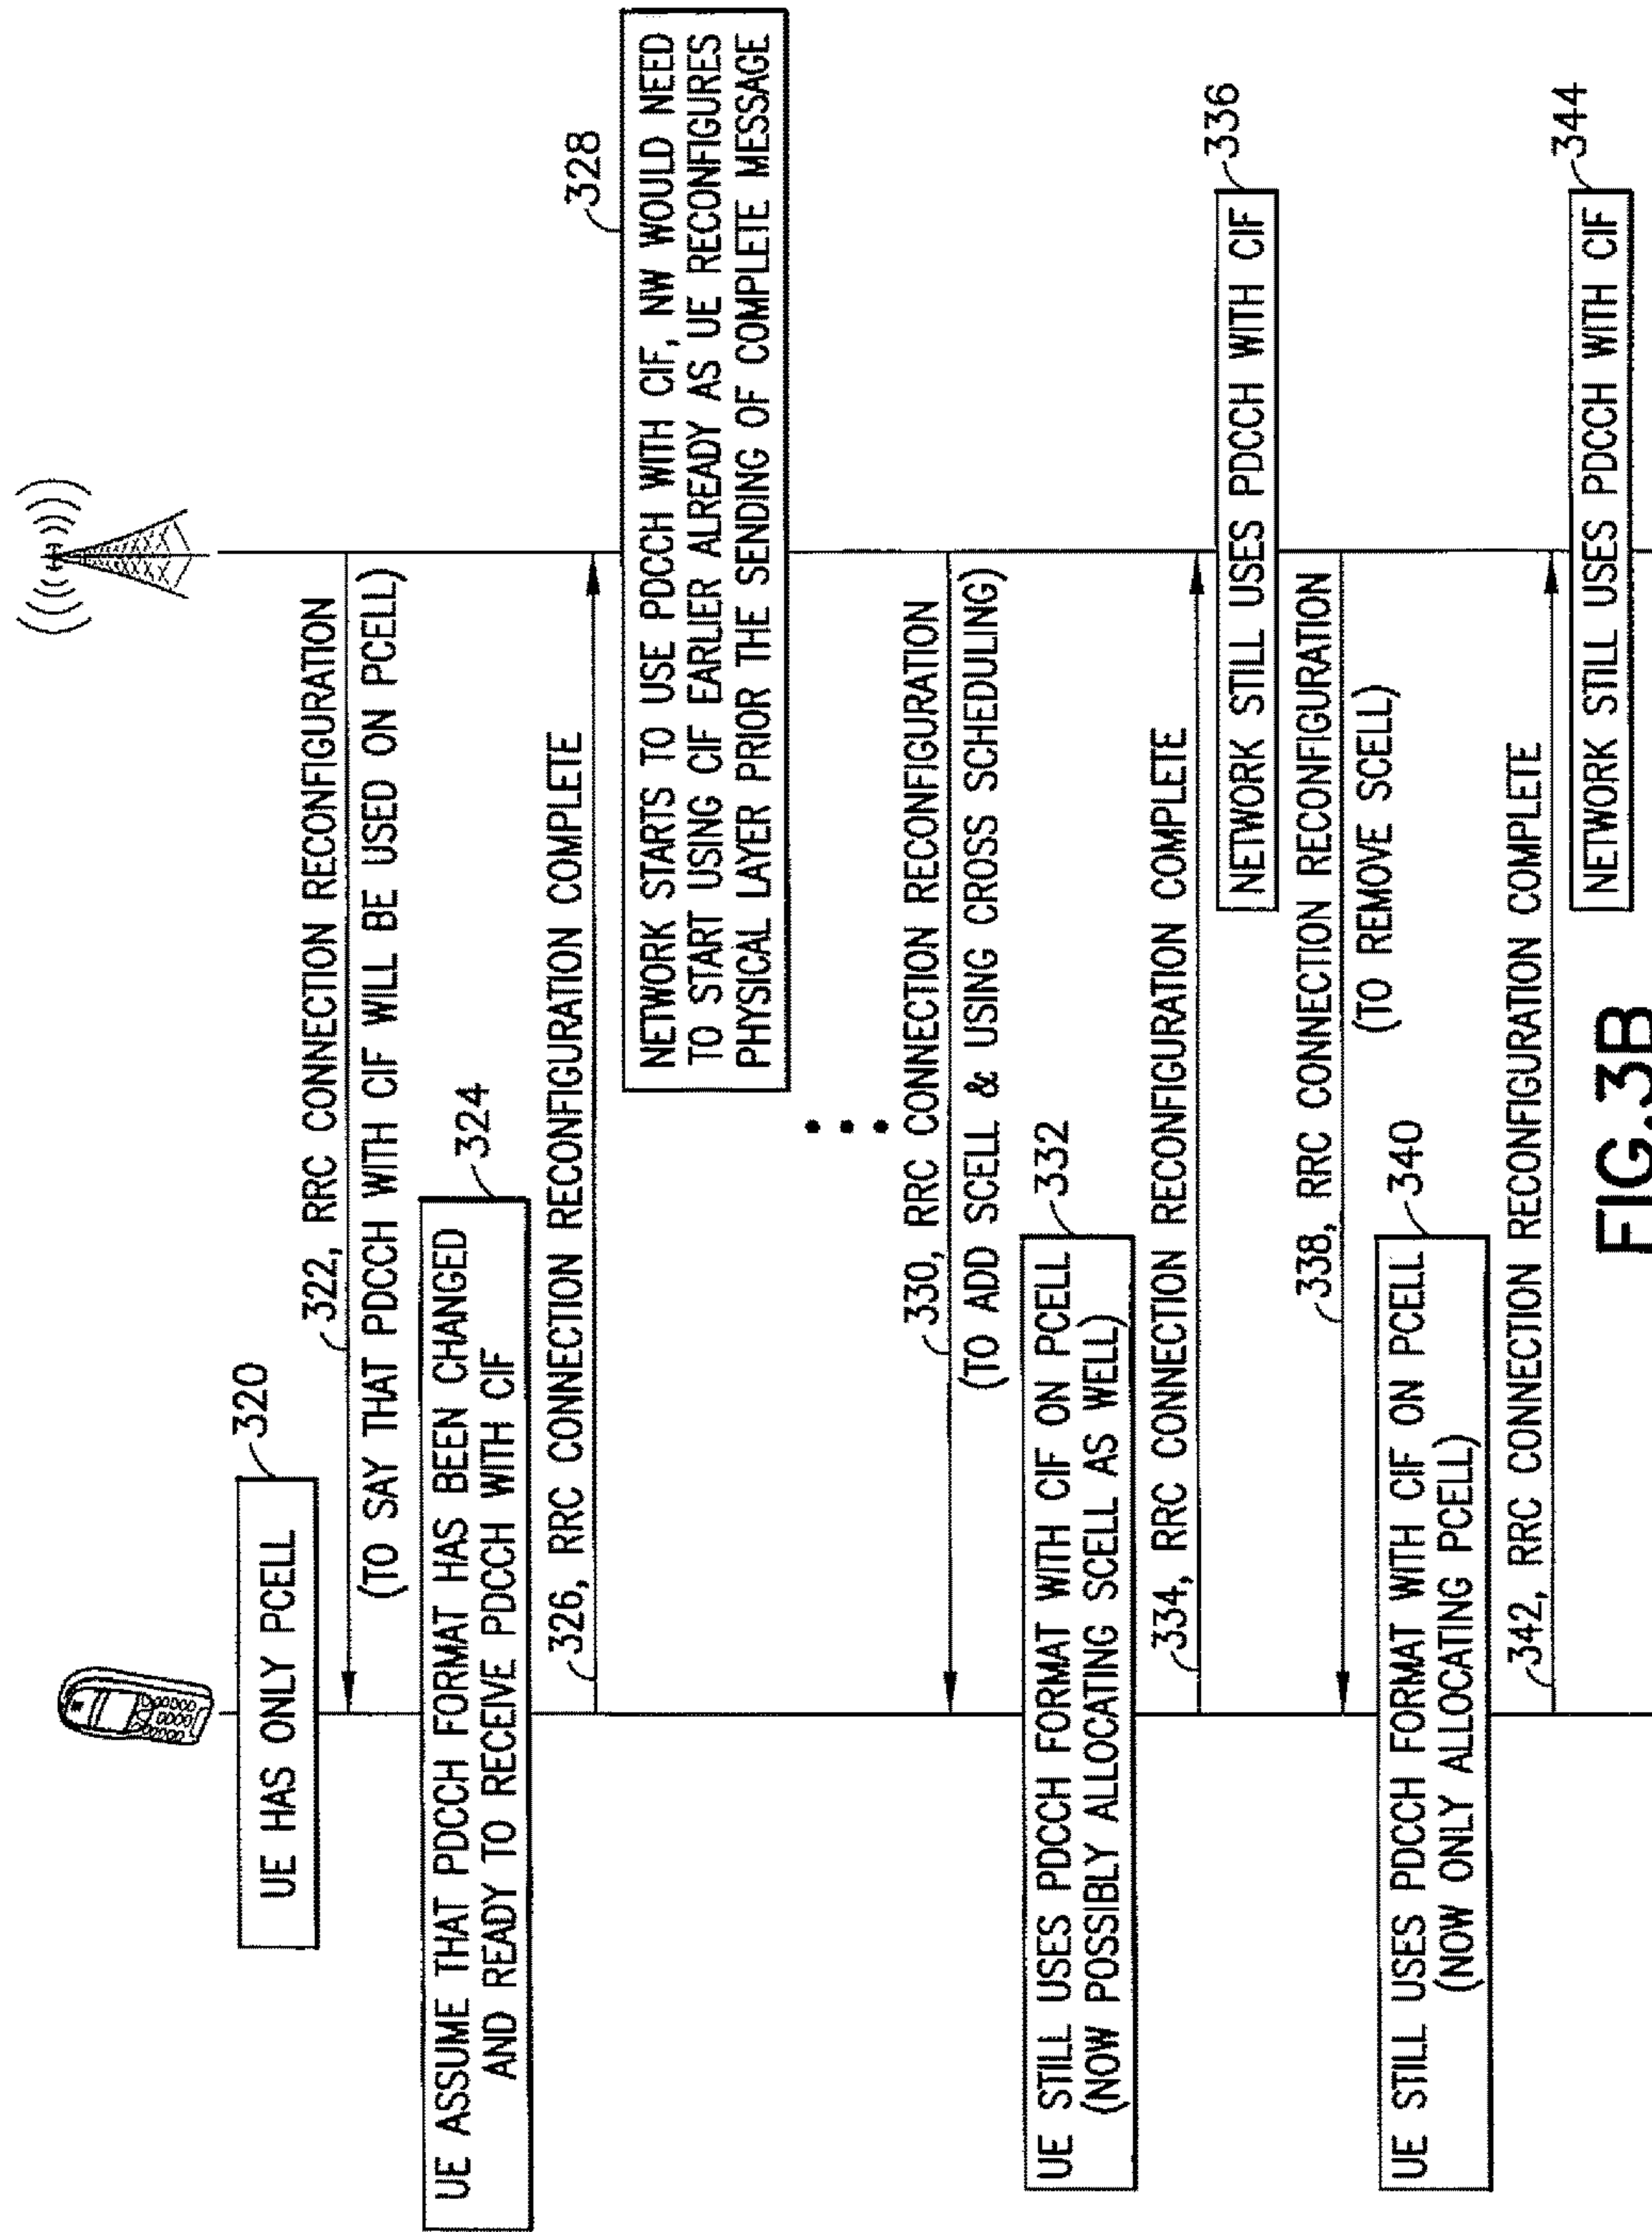 320
UE HAS ONLY PCELL
322, RRC CONNECTION RECONFIGURATION
(TO SAY THAT PDCCH WITH CIF WILL BE USED ON PCELL)
324
UE ASSUME THAT PDCCH FORMAT HAS BEEN CHANGED
AND READY TO RECEIVE PDCCH WITH CIF
326, RRC CONNECTION RECONFIGURATION COMPLETE
328
NETWORK STARTS TO USE PDCCH WITH CIF, NW WOULD NEED
TO START USING CIF EARLIER ALREADY AS UE RECONFIGURES
PHYSICAL LAYER PRIOR THE SENDING OF COMPLETE MESSAGE
330, RRC CONNECTION RECONFIGURATION
(TO ADD SCELL & USING CROSS SCHEDULING)
332
UE STILL USES PDCCH FORMAT WITH CIF ON PCELL
(NOW POSSIBLY ALLOCATING SCELL AS WELL)
334, RRC CONNECTION RECONFIGURATION COMPLETE
336
NETWORK STILL USES PDCCH WITH CIF
338, RRC CONNECTION RECONFIGURATION
(TO REMOVE SCELL)
340
UE STILL USES PDCCH FORMAT WITH CIF ON PCELL
(NOW ONLY ALLOCATING PCELL)
342, RRC CONNECTION RECONFIGURATION COMPLETE
344
NETWORK STILL USES PDCCH WITH CIF
FIG.3B